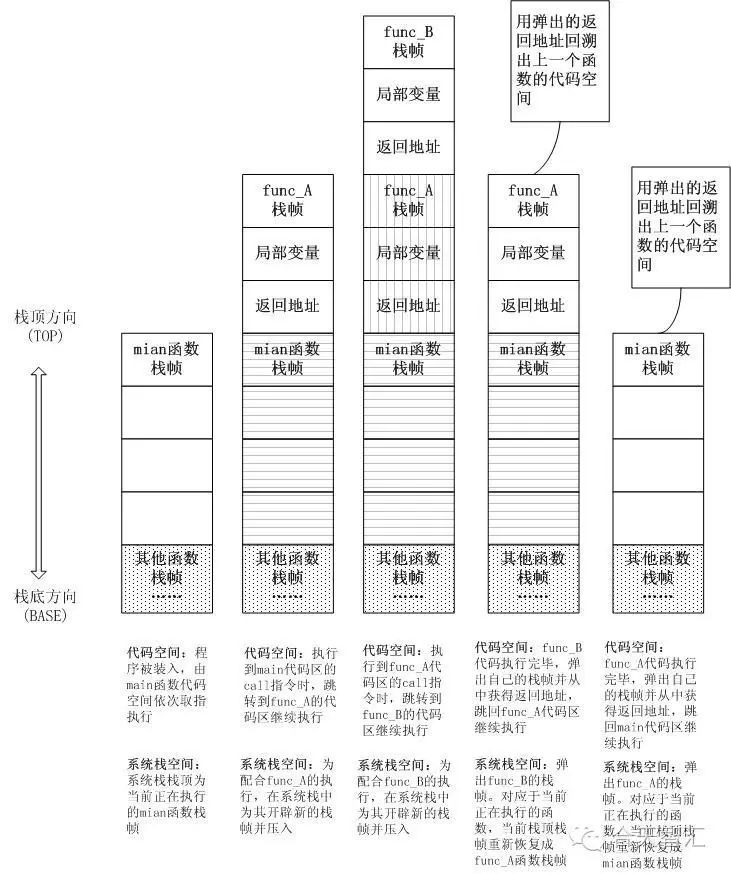 func_B
栈帧
局部变量
返回地址
用弹出的返
回地址回溯
出上一个函
数的代码空
间
func_A
栈帧
局部变量
返回地址
func_A
栈帧
局部变量
返回地址
func_A
栈帧
局部变量
返回地址
用弹出的返
回地址回溯
出上一个函
数的代码空
间
栈顶方向
(TOP)
mian函数
栈帧
mian函数
栈帧
mian函数
栈帧
mian函数
栈帧
mian函数
栈帧
栈底方向
(BASE)
其他函数
栈帧
……
其他函数
栈帧
……
其他函数
栈帧
……
其他函数
栈帧
……
其他函数
栈帧
……
代码空间：程
序被装入，由
main函数代码
空间依次取指
执行
代码空间：执行
到main代码区的
call指令时，跳
转到func_A的代
码区继续执行
代码空间：执
行到func_A代
码区的call指
令时，跳转到
func_B的代码
区继续执行
代码空间：func_B
代码执行完毕，弹
出自己的栈帧并从
中获得返回地址，
跳回func_A代码区
继续执行
代码空间：
func_A代码执行
完毕，弹出自己
的栈帧并从中获
得返回地址，跳
回main代码区继
续执行
系统栈空间：
系统栈栈顶为
当前正在执行
的mian函数栈
帧
系统栈空间：为
配合func_A的执
行，在系统栈中
为其开辟新的栈
帧并压入
系统栈空间：为
配合func_B的执
行，在系统栈中
为其开辟新的栈
帧并压入
系统栈空间：弹
出func_B的栈
帧。对应于当前
正在执行的函
数，当前栈顶栈
帧重新恢复成
func_A函数栈帧
系统栈空间：弹
出func_A的栈
帧。对应于当前
正在执行的函
数，当前栈顶栈
帧重新恢复成
mian函数栈帧
合天智汇